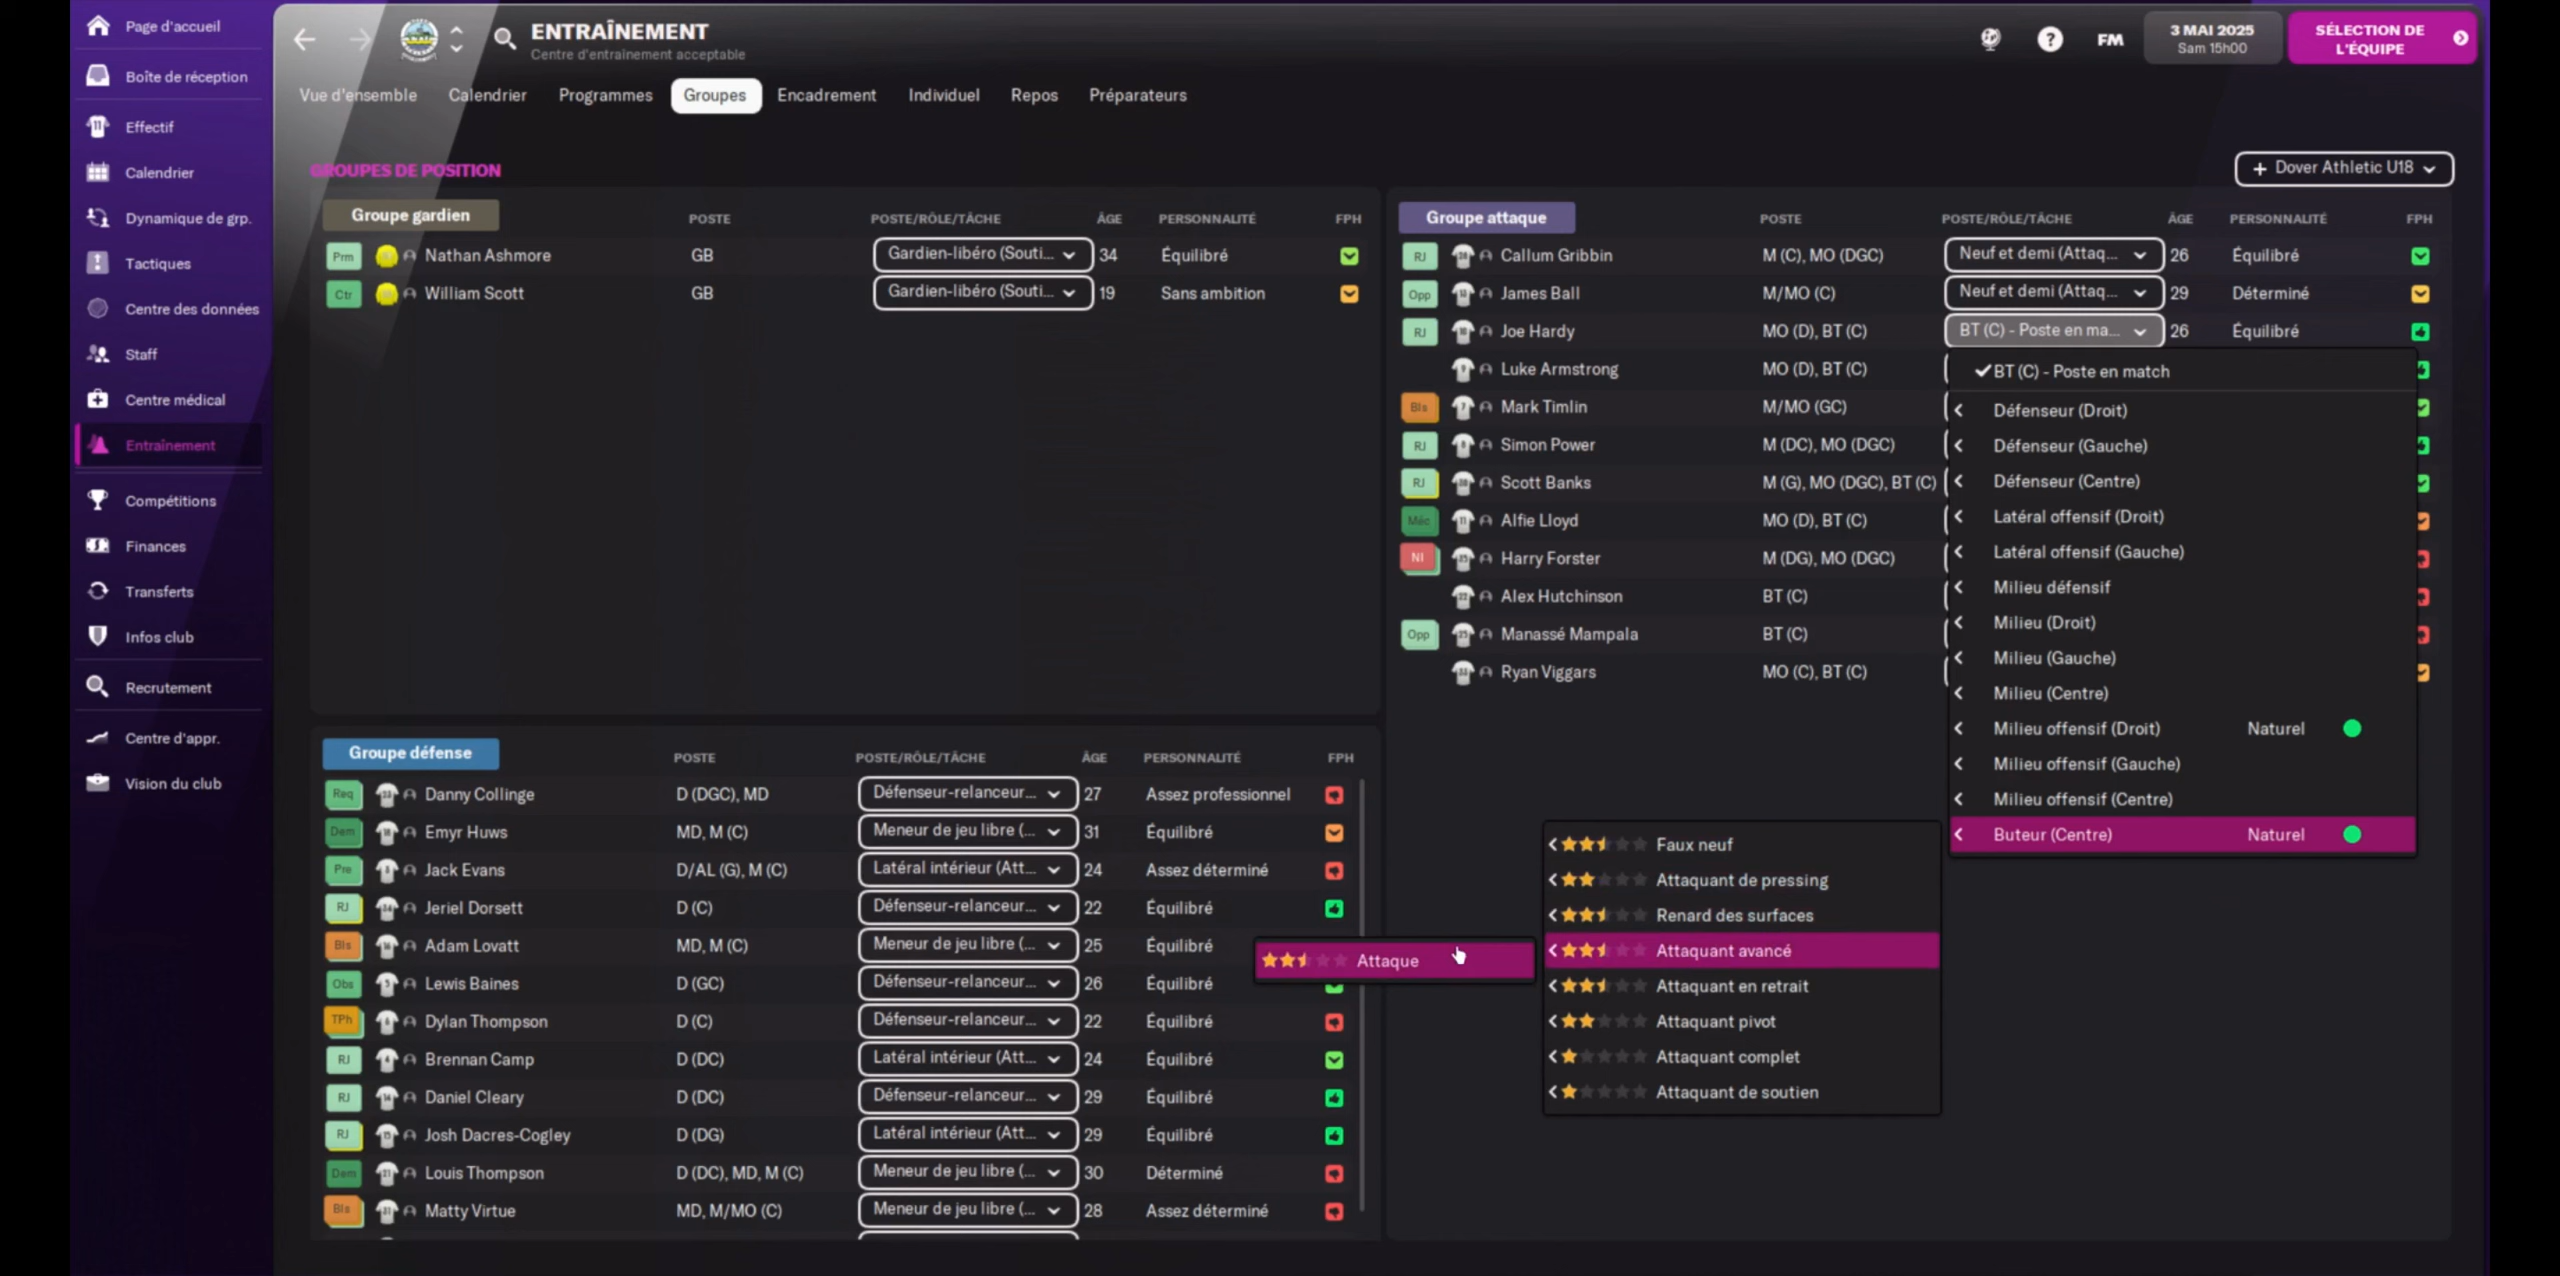 Page d'accueil
Boîte de réception
Effectif
Calendrier
Dynamique de grp.
Tactiques
Centre des données
Staff
Centre médical
Entraînement
Compétitions
Finances
Transferts
Infos club
Recrutement
Centre d'appr.
Vision du club
ENTRAÎNEMENT
Centre d'entraînement acceptable
FM
3 MAI 2025
Sam 15h00
SÉLECTION DE
L'ÉQUIPE
Vue d'ensemble Calendrier Programmes Groupes Encadrement Individuel Repos Préparateurs
GROUPES DE POSITION
+ Dover Athletic U18
Groupe gardien POSTE POSTE/RÔLE/TÂCHE ÂGE PERSONNALITÉ FPH
Prm Nathan Ashmore GB Gardien-libéro (Souti... 34 Équilibré
Ctr William Scott GB Gardien-libéro (Souti... 19 Sans ambition
Groupe attaque POSTE POSTE/RÔLE/TÂCHE ÂGE PERSONNALITÉ FPH
RJ Callum Gribbin M (C), MO (DGC) Neuf et demi (Attaq... 26 Équilibré
Opp James Ball M/MO (C) Neuf et demi (Attaq... 29 Déterminé
RJ Joe Hardy MO (D), BT (C) BT (C) - Poste en ma... 26 Équilibré
Luke Armstrong MO (D), BT (C)
Bls Mark Timlin M/MO (GC)
RJ Simon Power M (DC), MO (DGC)
RJ Scott Banks M (G), MO (DGC), BT (C)
Méc Alfie Lloyd MO (D), BT (C)
NI Harry Forster M (DG), MO (DGC)
Alex Hutchinson BT (C)
Opp Manassé Mampala BT (C)
Ryan Viggars MO (C), BT (C)
BT (C) - Poste en match
Défenseur (Droit)
Défenseur (Gauche)
Défenseur (Centre)
Latéral offensif (Droit)
Latéral offensif (Gauche)
Milieu défensif
Milieu (Droit)
Milieu (Gauche)
Milieu (Centre)
Milieu offensif (Droit) Naturel
Milieu offensif (Gauche)
Milieu offensif (Centre)
Buteur (Centre) Naturel
Faux neuf
Attaquant de pressing
Renard des surfaces
Attaquant avancé
Attaquant en retrait
Attaquant pivot
Attaquant complet
Attaquant de soutien
Attaque
Groupe défense POSTE POSTE/RÔLE/TÂCHE ÂGE PERSONNALITÉ FPH
Req Danny Collinge D (DGC), MD Défenseur-relanceur... 27 Assez professionnel
Dem Emyr Huws MD, M (C) Meneur de jeu libre (... 31 Équilibré
Pre Jack Evans D/AL (G), M (C) Latéral intérieur (Att... 24 Assez déterminé
RJ Jeriel Dorsett D (C) Défenseur-relanceur... 22 Équilibré
Bls Adam Lovatt MD, M (C) Meneur de jeu libre (... 25 Équilibré
Obs Lewis Baines D (GC) Défenseur-relanceur... 26 Équilibré
TPh Dylan Thompson D (C) Défenseur-relanceur... 22 Équilibré
RJ Brennan Camp D (DC) Latéral intérieur (Att... 24 Équilibré
RJ Daniel Cleary D (DC) Défenseur-relanceur... 29 Équilibré
RJ Josh Dacres-Cogley D (DG) Latéral intérieur (Att... 29 Équilibré
Dem Louis Thompson D (DC), MD, M (C) Meneur de jeu libre (... 30 Déterminé
Bls Matty Virtue MD, M/MO (C) Meneur de jeu libre (... 28 Assez déterminé